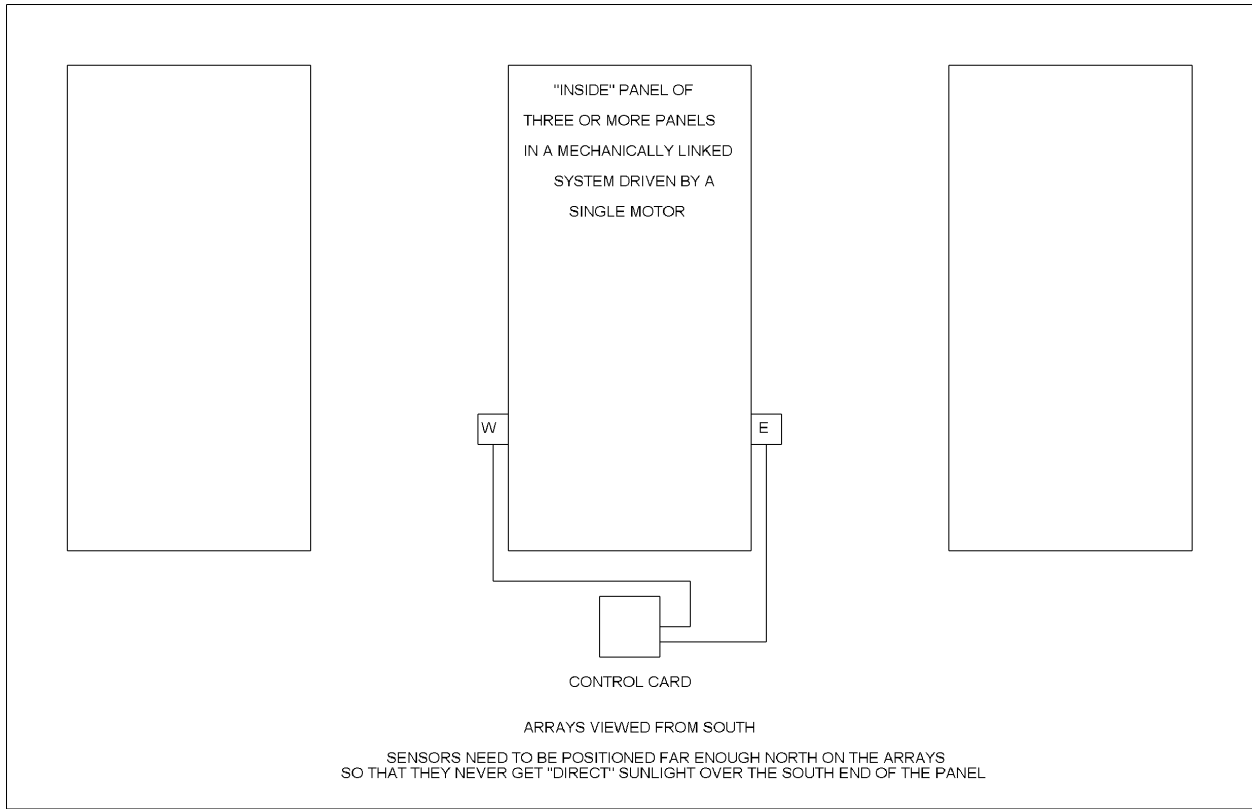 "INSIDE" PANEL OF
THREE OR MORE PANELS
IN A MECHANICALLY LINKED
SYSTEM DRIVEN BY A
SINGLE MOTOR
W
E
CONTROL CARD
ARRAYS VIEWED FROM SOUTH
SENSORS NEED TO BE POSITIONED FAR ENOUGH NORTH ON THE ARRAYS
SO THAT THEY NEVER GET "DIRECT" SUNLIGHT OVER THE SOUTH END OF THE PANEL